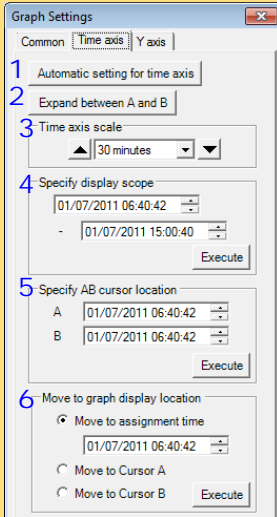 Graph Settings
Common Time axis Y axis
1 Automatic setting for time axis
2 Expand between A and B
3 Time axis scale
30 minutes
4 Specify display scope
01/07/2011 06:40:42
- 01/07/2011 15:00:40
Execute
5 Specify AB cursor location
A 01/07/2011 06:40:42
B 01/07/2011 06:40:42
Execute
6 Move to graph display location
Move to assignment time
01/07/2011 06:40:42
Move to Cursor A
Move to Cursor B Execute